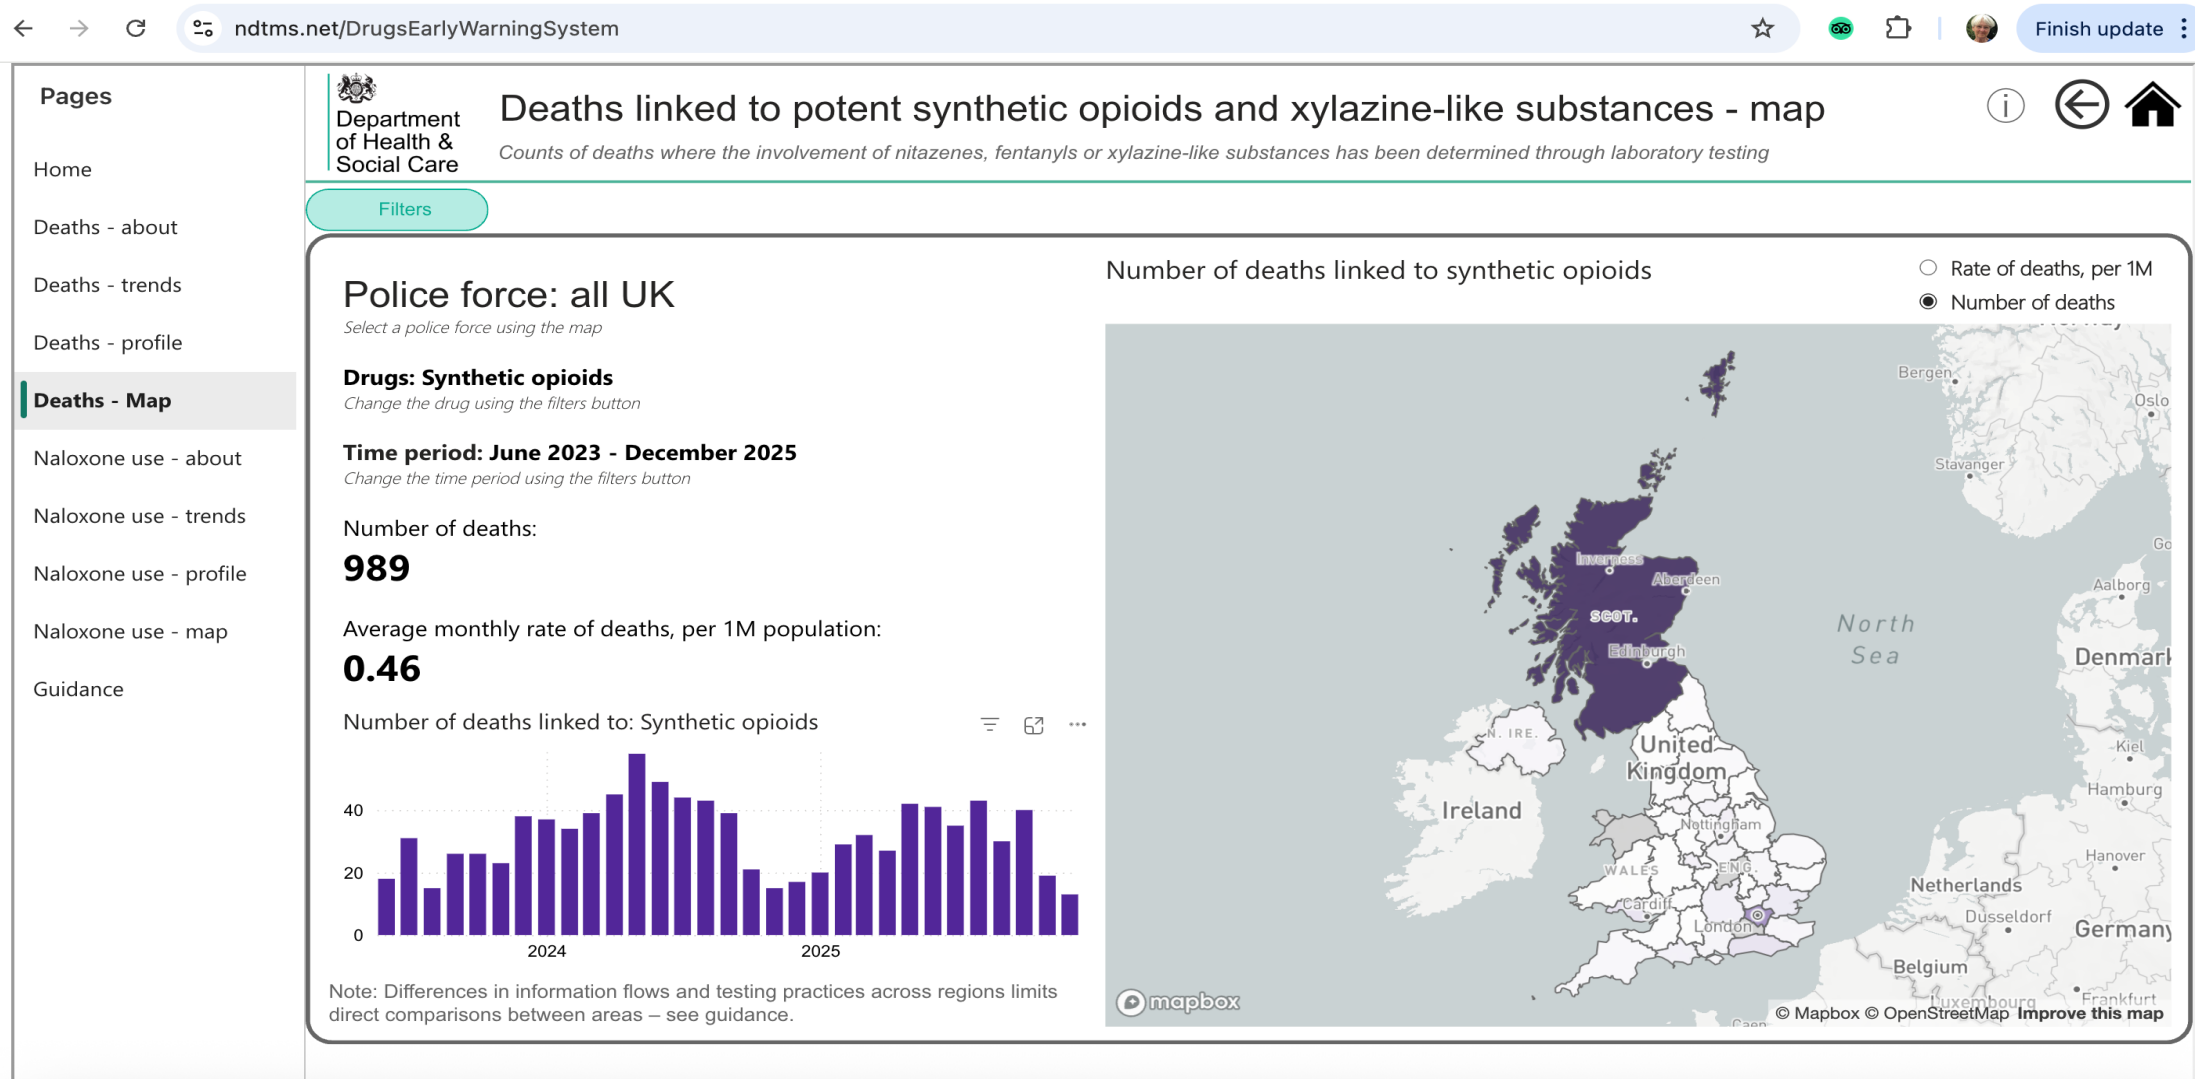 ndtms.net/DrugsEarlyWarningSystem
Finish update
Pages
Home
Deaths - about
Deaths - trends
Deaths - profile
Deaths - Map
Naloxone use - about
Naloxone use - trends
Naloxone use - profile
Naloxone use - map
Guidance
Department
of Health &
Social Care
Deaths linked to potent synthetic opioids and xylazine-like substances - map
Counts of deaths where the involvement of nitazenes, fentanyls or xylazine-like substances has been determined through laboratory testing
Filters
Police force: all UK
Select a police force using the map
Drugs: Synthetic opioids
Change the drug using the filters button
Time period: June 2023 - December 2025
Change the time period using the filters button
Number of deaths:
989
Average monthly rate of deaths, per 1M population:
0.46
Number of deaths linked to: Synthetic opioids
40
20
0
2024
2025
Note: Differences in information flows and testing practices across regions limits
direct comparisons between areas – see guidance.
Number of deaths linked to synthetic opioids
Rate of deaths, per 1M
Number of deaths
Bergen
Oslo
Stavanger
Inverness
Aberdeen
SCOT.
Edinburgh
North
Sea
Aalborg
Denmark
N. IRE.
United
Kingdom
Ireland
Kiel
Hamburg
Nottingham
WALES
ENG.
Hanover
Netherlands
Cardiff
London
Dusseldorf
Germany
Belgium
Luxembourg
Frankfurt
Caen
mapbox
© Mapbox © OpenStreetMap Improve this map